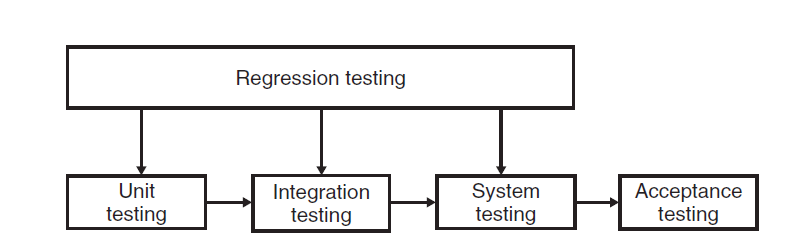 Regression testing
Unit
testing
Integration
testing
System
testing
Acceptance
testing